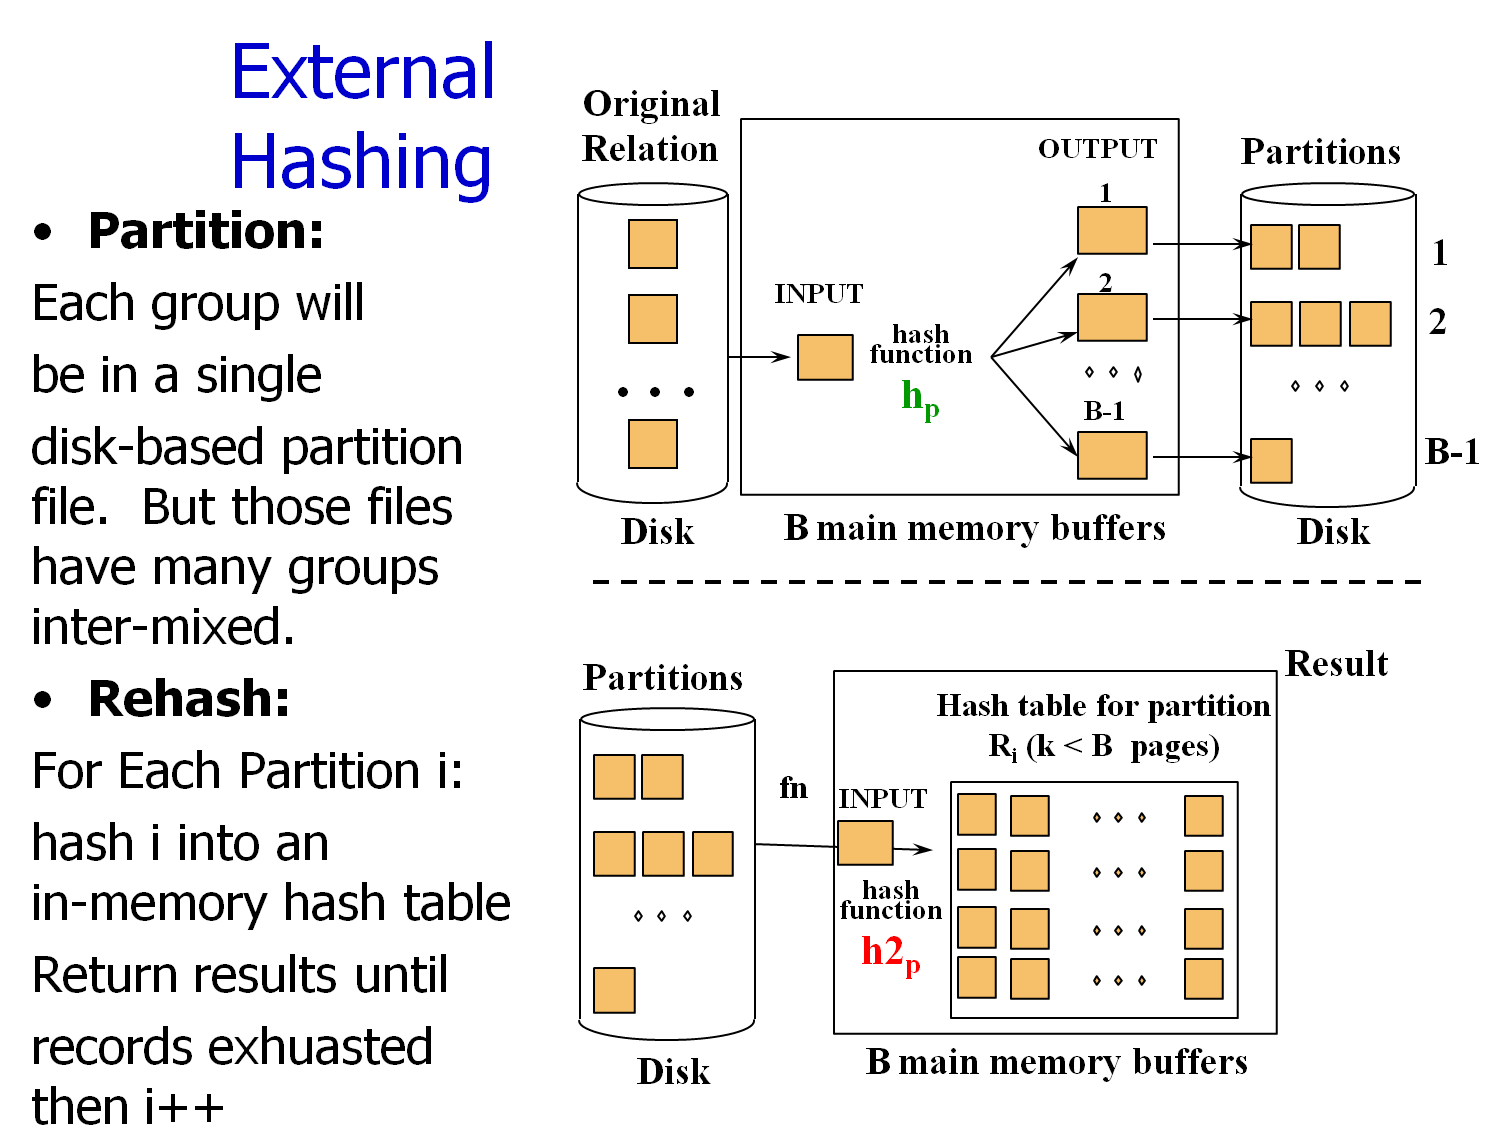 External
Hashing
• Partition:
Each group will
be in a single
disk-based partition
file.  But those files
have many groups
inter-mixed.
• Rehash:
For Each Partition i:
hash i into an
in-memory hash table
Return results until
records exhuasted
then i++
Original
Relation
OUTPUT
Partitions
1
INPUT
2
hash
function
hp
• • •
B-1
1
2
B-1
Disk
B main memory buffers
Disk
Partitions
Result
Hash table for partition
Ri (k < B  pages)
fn
INPUT
hash
function
h2p
Disk
B main memory buffers